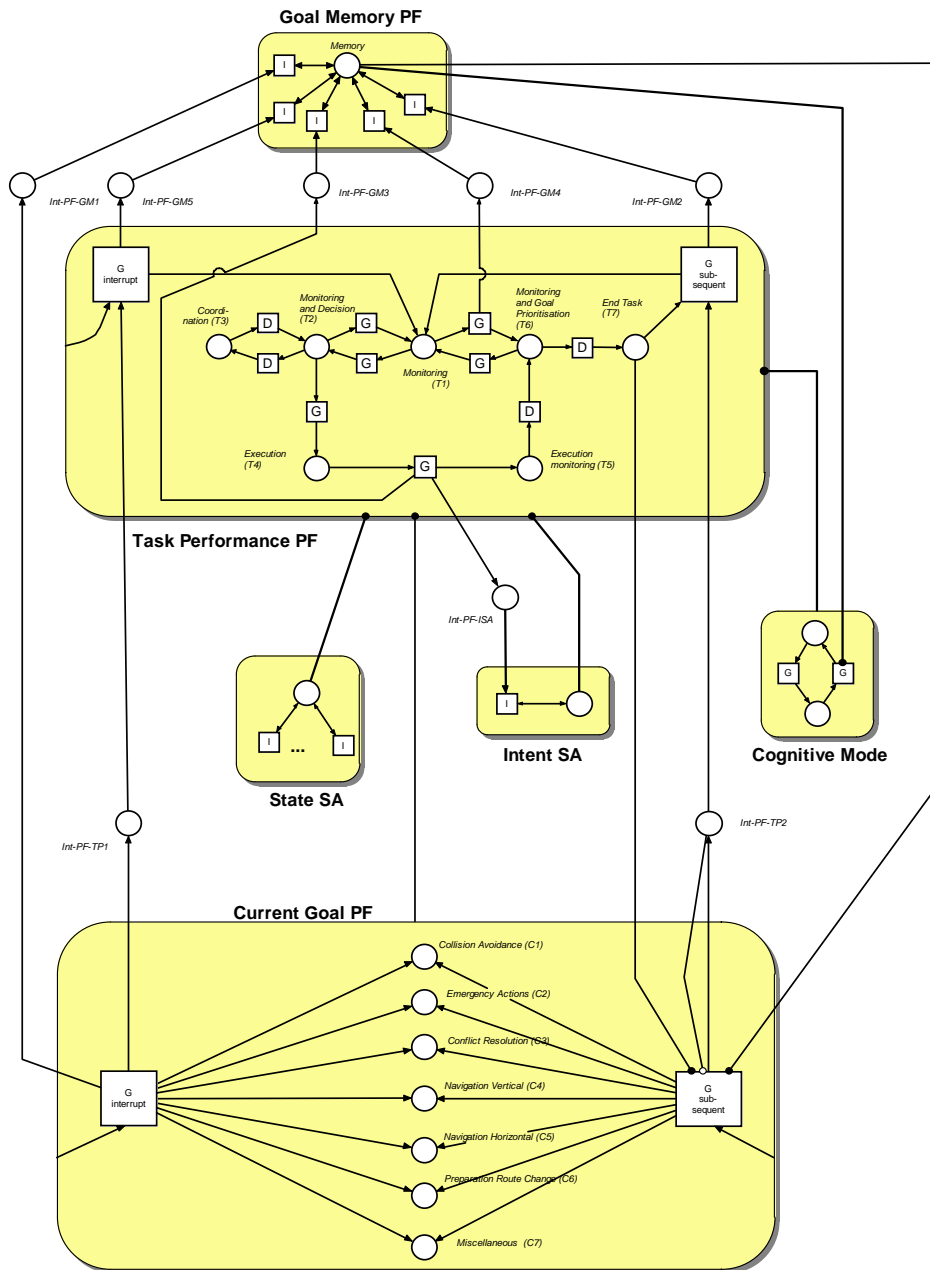 Goal Memory PF
Memory
I
I
I
I
I
Int-PF-GM1
Int-PF-GM5
Int-PF-GM3
Int-PF-GM4
Int-PF-GM2
G
interrupt
G
sub-
sequent
Coordi-
nation (T3)
D
D
Monitoring
and Decision
(T2)
G
G
Monitoring
(T1)
G
G
Monitoring
and Goal
Prioritisation
(T6)
D
End Task
(T7)
G
D
Execution
(T4)
G
Execution
monitoring (T5)
Task Performance PF
Int-PF-ISA
I
...
I
State SA
I
Intent SA
G
G
Cognitive Mode
Int-PF-TP1
Int-PF-TP2
Current Goal PF
Collision Avoidance (C1)
Emergency Actions (C2)
Conflict Resolution (C3)
G
interrupt
Navigation Vertical (C4)
G
sub-
sequent
Navigation Horizontal (C5)
Preparation Route Change (C6)
Miscellaneous (C7)